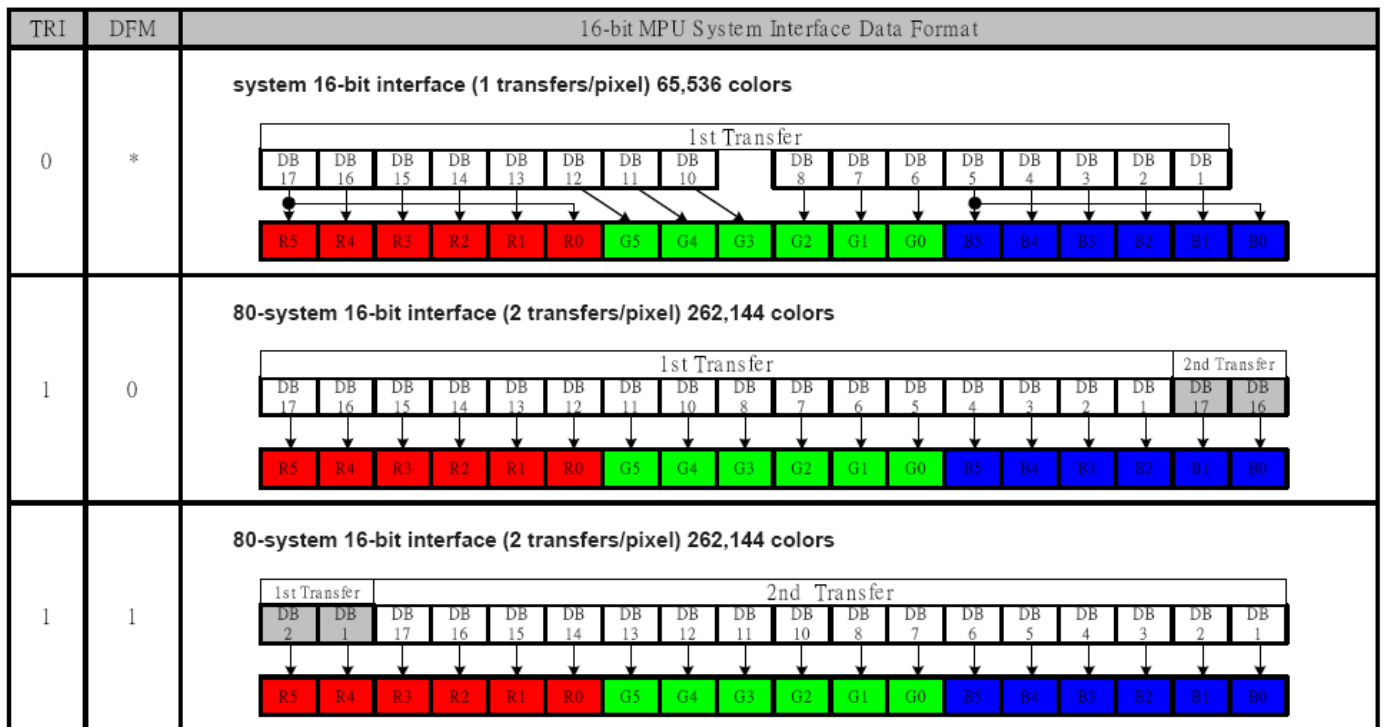 TRI DFM 16-bit MPU System Interface Data Format
system 16-bit interface (1 transfers/pixel) 65,536 colors
0 *
1st Transfer
DB DB DB DB DB DB DB DB DB DB DB DB DB DB DB DB
17 16 15 14 13 12 11 10 8 7 6 5 4 3 2 1
R5 R4 R3 R2 R1 R0 G5 G4 G3 G2 G1 G0 B5 B4 B3 B2 B1 B0
80-system 16-bit interface (2 transfers/pixel) 262,144 colors
1 0
1st Transfer 2nd Transfer
DB DB DB DB DB DB DB DB DB DB DB DB DB DB DB DB DB DB
17 16 15 14 13 12 11 10 8 7 6 5 4 3 2 1 17 16
R5 R4 R3 R2 R1 R0 G5 G4 G3 G2 G1 G0 B5 B4 B3 B2 B1 B0
80-system 16-bit interface (2 transfers/pixel) 262,144 colors
1 1
1st Transfer 2nd Transfer
DB DB DB DB DB DB DB DB DB DB DB DB DB DB DB DB DB DB
2 1 17 16 15 14 13 12 11 10 8 7 6 5 4 3 2 1
R5 R4 R3 R2 R1 R0 G5 G4 G3 G2 G1 G0 B5 B4 B3 B2 B1 B0